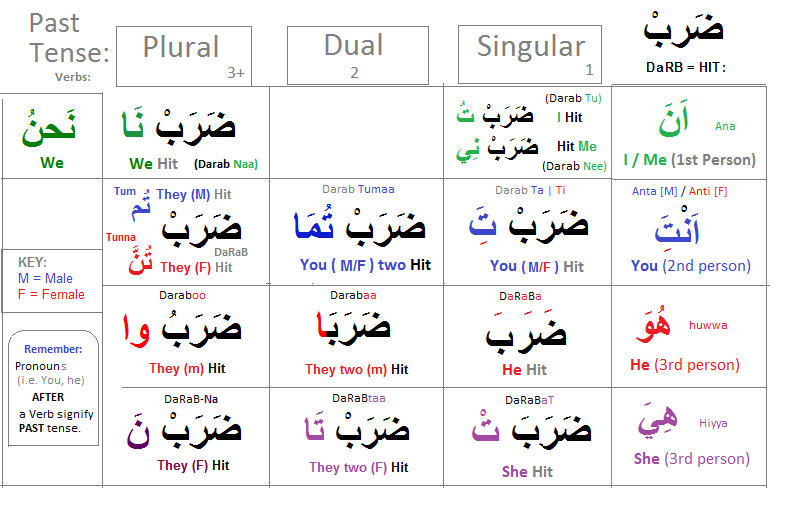 Past
Tense:
Verbs:
Plural
3+
Dual
2
Singular
1
ضَربْ
DaRB = HIT:
نَحنُ
We
ضَرَبْ نَا
We Hit (Darab Naa)
(Darab Tu)
ضَرَبْ تُ
I Hit
ضَرَبْ نِي
Hit Me
(Darab Nee)
اَنَ
Ana
I / Me (1st Person)
Tum
They (M) Hit
تُم
ضَرَبْ
Tunna
DaRaB
تُنَّ
They (F) Hit
Darab Tumaa
ضَرَبْ تُمَا
You ( M/F ) two Hit
Darab Ta | Ti
ضَرَبْ تَِ
You ( M/F ) Hit
Anta [M] / Anti [F]
اَنْتَِ
You (2nd person)
KEY:
M = Male
F = Female
Daraboo
ضَرَبُ وا
They (m) Hit
Darabaa
ضَرَبَا
They two (m) Hit
DaRaBa
ضَرَبَ
He Hit
هُوَ
huwwa
He (3rd person)
Remember:
Pronouns
(i.e. You, he)
AFTER
a Verb signify
PAST tense.
DaRaB-Na
ضَرَبْ نَ
They (F) Hit
DaRaBtaa
ضَرَبْ تَا
They two (F) Hit
DaRaBaT
ضَرَبَ تْ
She Hit
هِيَ
Hiyya
She (3rd person)